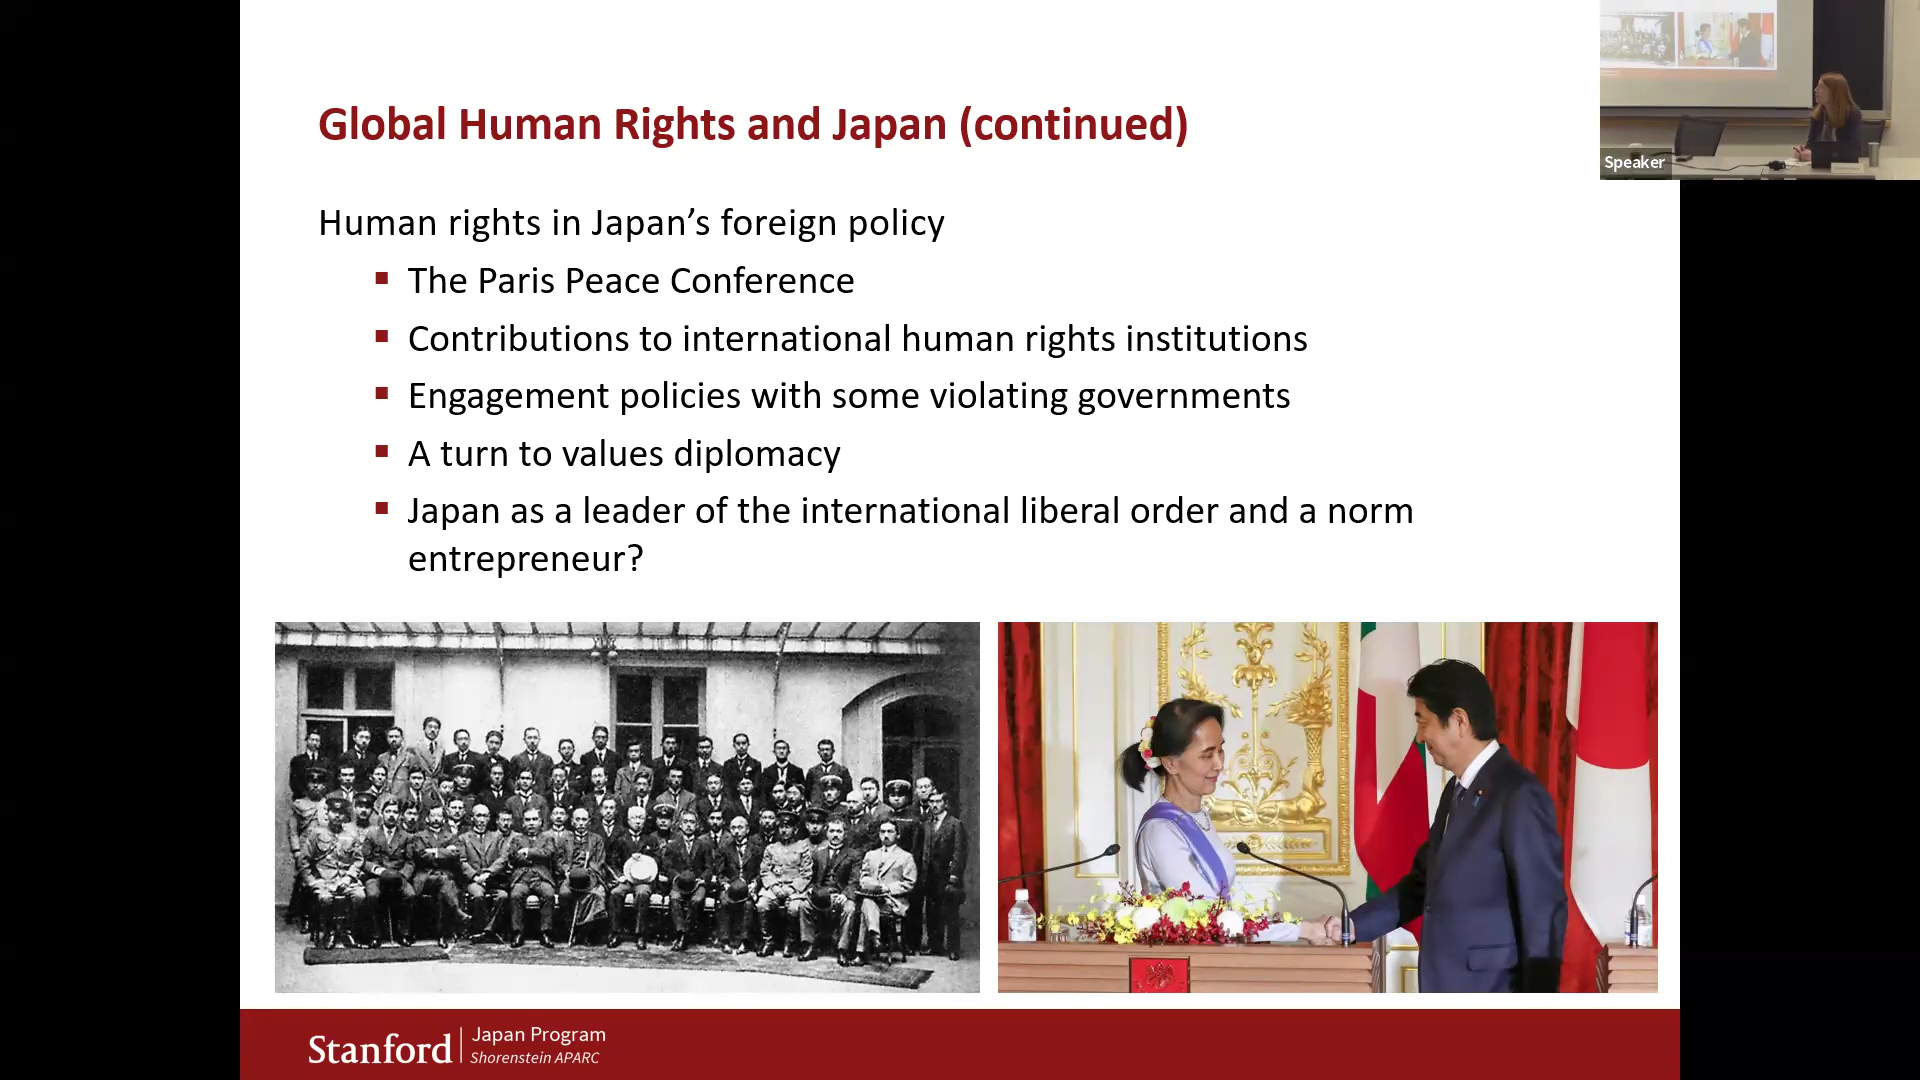 Global Human Rights and Japan (continued)
Human rights in Japan’s foreign policy
The Paris Peace Conference
Contributions to international human rights institutions
Engagement policies with some violating governments
A turn to values diplomacy
Japan as a leader of the international liberal order and a norm
entrepreneur?
Speaker
Stanford
Japan Program
Shorenstein APARC